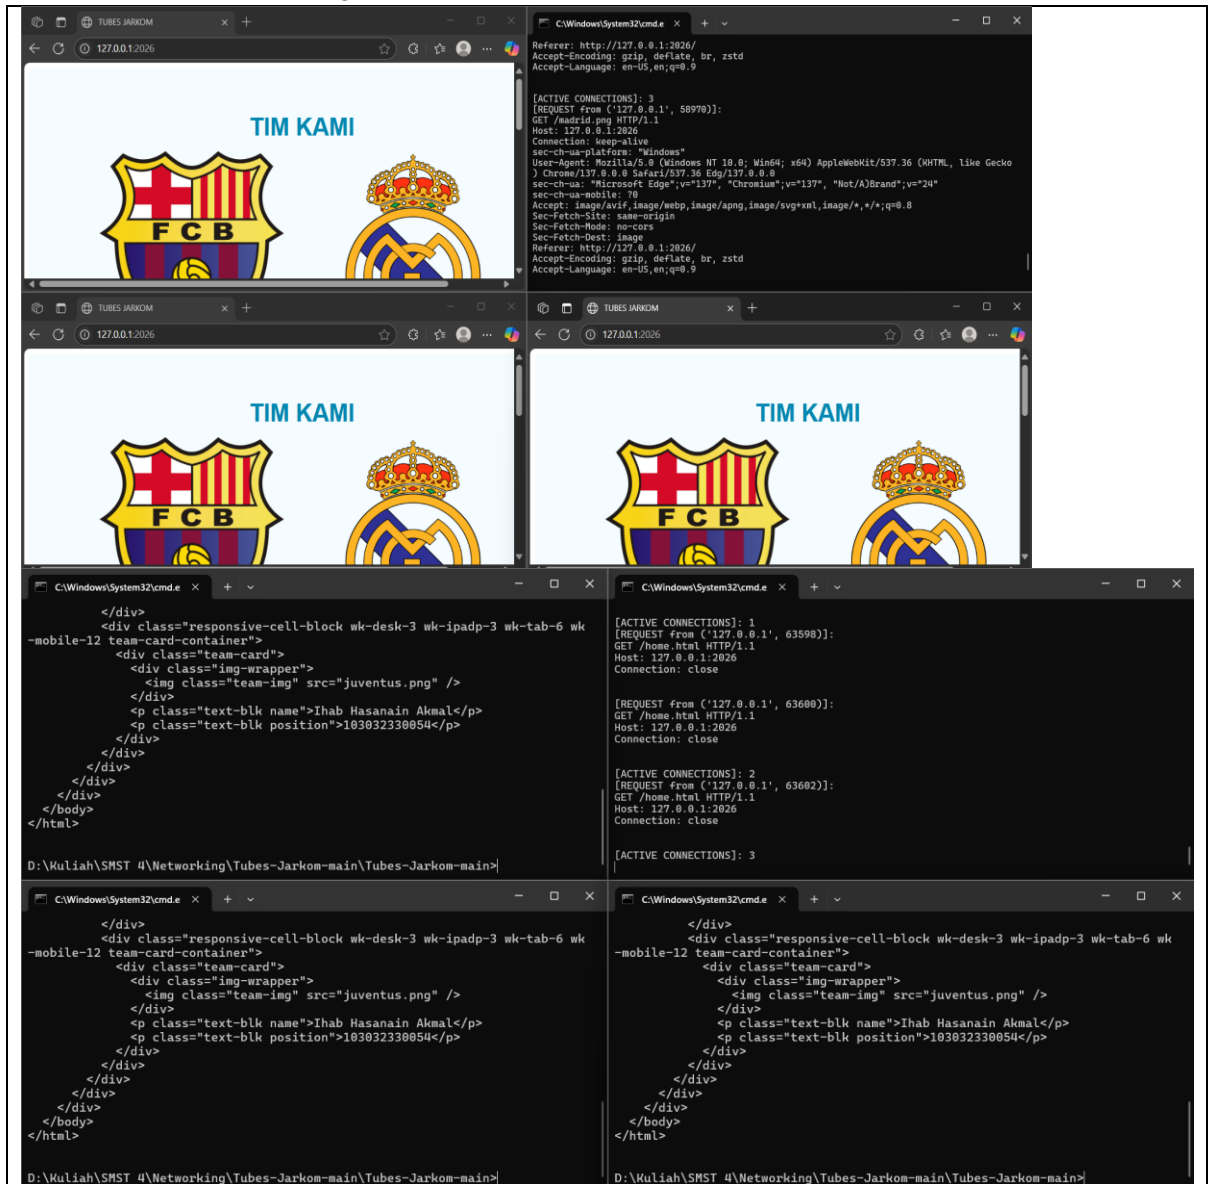 TUBES JARKOM
127.0.0.1:2026
TIM KAMI
FCB
C:\Windows\System32\cmd.e
Referer: http://127.0.0.1:2026/
Accept-Encoding: gzip, deflate, br, zstd
Accept-Language: en-US,en;q=0.9
[ACTIVE CONNECTIONS]: 3
[REQUEST from ('127.0.0.1', 58970)]:
GET /madrid.png HTTP/1.1
Host: 127.0.0.1:2026
Connection: keep-alive
sec-ch-ua-platform: "Windows"
User-Agent: Mozilla/5.0 (Windows NT 10.0; Win64; x64) AppleWebKit/537.36 (KHTML, like Gecko
) Chrome/137.0.0.0 Safari/537.36 Edg/137.0.0.0
sec-ch-ua: "Microsoft Edge";v="137", "Chromium";v="137", "Not/A)Brand";v="24"
sec-ch-ua-mobile: ?0
Accept: image/avif,image/webp,image/apng,image/svg+xml,image/*,*/*;q=0.8
Sec-Fetch-Site: same-origin
Sec-Fetch-Mode: no-cors
Sec-Fetch-Dest: image
Referer: http://127.0.0.1:2026/
Accept-Encoding: gzip, deflate, br, zstd
Accept-Language: en-US,en;q=0.9
TUBES JARKOM
127.0.0.1:2026
TIM KAMI
FCB
TUBES JARKOM
127.0.0.1:2026
TIM KAMI
FCB
C:\Windows\System32\cmd.e
</div>
<div class="responsive-cell-block wk-desk-3 wk-ipadp-3 wk-tab-6 wk
-mobile-12 team-card-container">
<div class="team-card">
<div class="img-wrapper">
<img class="team-img" src="juventus.png" />
</div>
<p class="text-blk name">Ihab Hasanain Akmal</p>
<p class="text-blk position">103032330054</p>
</div>
</div>
</div>
</div>
</div>
</body>
</html>
D:\Kuliah\SMST 4\Networking\Tubes-Jarkom-main\Tubes-Jarkom-main>
C:\Windows\System32\cmd.e
[ACTIVE CONNECTIONS]: 1
[REQUEST from ('127.0.0.1', 63598)]:
GET /home.html HTTP/1.1
Host: 127.0.0.1:2026
Connection: close
[REQUEST from ('127.0.0.1', 63600)]:
GET /home.html HTTP/1.1
Host: 127.0.0.1:2026
Connection: close
[ACTIVE CONNECTIONS]: 2
[REQUEST from ('127.0.0.1', 63602)]:
GET /home.html HTTP/1.1
Host: 127.0.0.1:2026
Connection: close
[ACTIVE CONNECTIONS]: 3
C:\Windows\System32\cmd.e
</div>
<div class="responsive-cell-block wk-desk-3 wk-ipadp-3 wk-tab-6 wk
-mobile-12 team-card-container">
<div class="team-card">
<div class="img-wrapper">
<img class="team-img" src="juventus.png" />
</div>
<p class="text-blk name">Ihab Hasanain Akmal</p>
<p class="text-blk position">103032330054</p>
</div>
</div>
</div>
</div>
</div>
</body>
</html>
D:\Kuliah\SMST 4\Networking\Tubes-Jarkom-main\Tubes-Jarkom-main>
C:\Windows\System32\cmd.e
</div>
<div class="responsive-cell-block wk-desk-3 wk-ipadp-3 wk-tab-6 wk
-mobile-12 team-card-container">
<div class="team-card">
<div class="img-wrapper">
<img class="team-img" src="juventus.png" />
</div>
<p class="text-blk name">Ihab Hasanain Akmal</p>
<p class="text-blk position">103032330054</p>
</div>
</div>
</div>
</div>
</div>
</body>
</html>
D:\Kuliah\SMST 4\Networking\Tubes-Jarkom-main\Tubes-Jarkom-main>